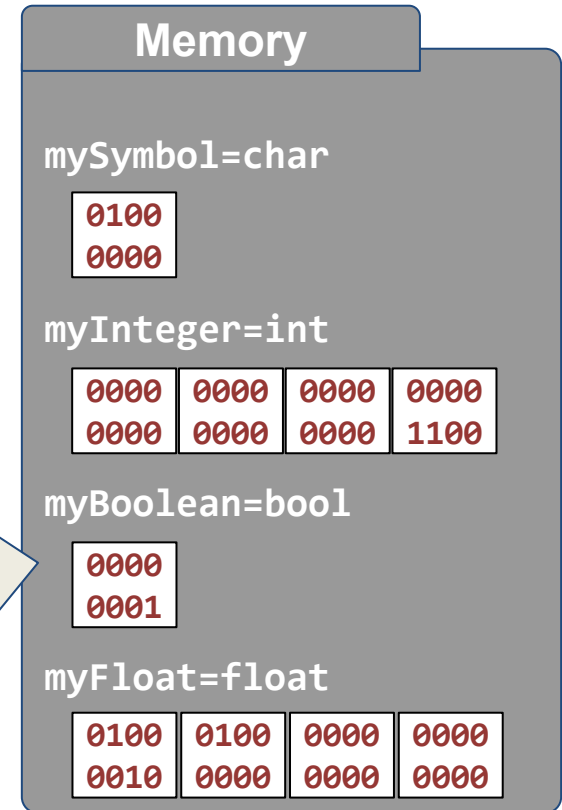 Memory
mySymbol=char
0100
0000
myInteger=int
0000 0000 0000 0000
0000 0000 0000 1100
myBoolean=bool
0000
0001
myFloat=float
0100 0100 0000 0000
0010 0000 0000 0000